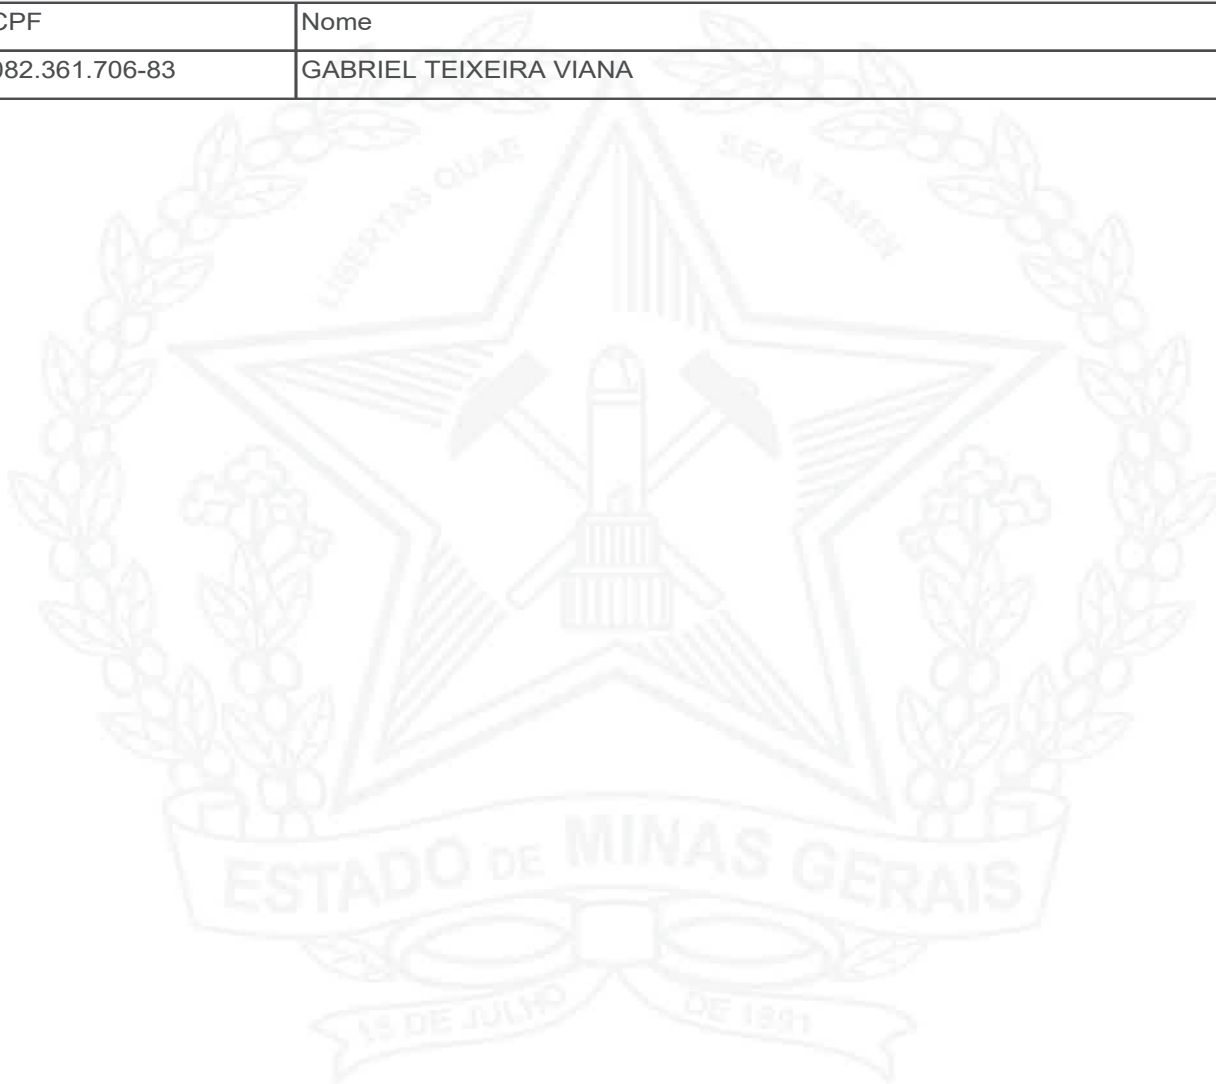 CPF Nome
082.361.706-83 GABRIEL TEIXEIRA VIANA
LIBERTAS QUAE SERA TAMEN
ESTADO DE MINAS GERAIS
15 DE JULHO DE 1891